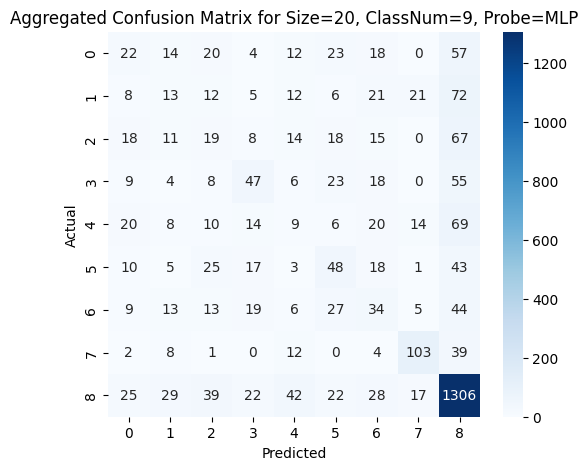 Aggregated Confusion Matrix for Size=20, ClassNum=9, Probe=MLP
0 22 14 20 4 12 23 18 0 57
1 8 13 12 5 12 6 21 21 72
2 18 11 19 8 14 18 15 0 67
3 9 4 8 47 6 23 18 0 55
4 20 8 10 14 9 6 20 14 69
5 10 5 25 17 3 48 18 1 43
6 9 13 13 19 6 27 34 5 44
7 2 8 1 0 12 0 4 103 39
8 25 29 39 22 42 22 28 17 1306
0 1 2 3 4 5 6 7 8
Predicted
Actual
1200
1000
800
600
400
200
0